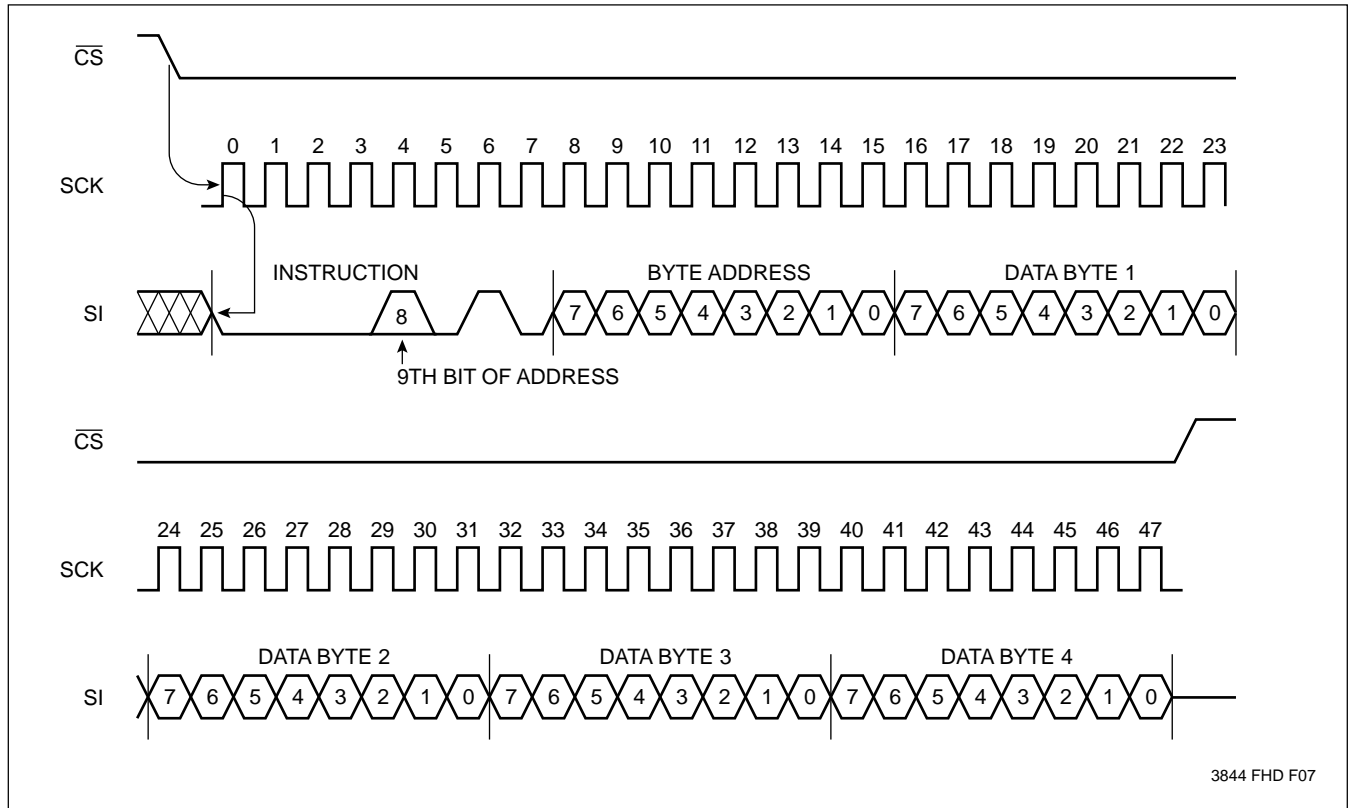 CS
0 1 2 3 4 5 6 7 8 9 10 11 12 13 14 15 16 17 18 19 20 21 22 23
SCK
INSTRUCTION BYTE ADDRESS DATA BYTE 1
SI 8 7 6 5 4 3 2 1 0 7 6 5 4 3 2 1 0
9TH BIT OF ADDRESS
CS
24 25 26 27 28 29 30 31 32 33 34 35 36 37 38 39 40 41 42 43 44 45 46 47
SCK
DATA BYTE 2 DATA BYTE 3 DATA BYTE 4
SI 7 6 5 4 3 2 1 0 7 6 5 4 3 2 1 0 7 6 5 4 3 2 1 0
3844 FHD F07